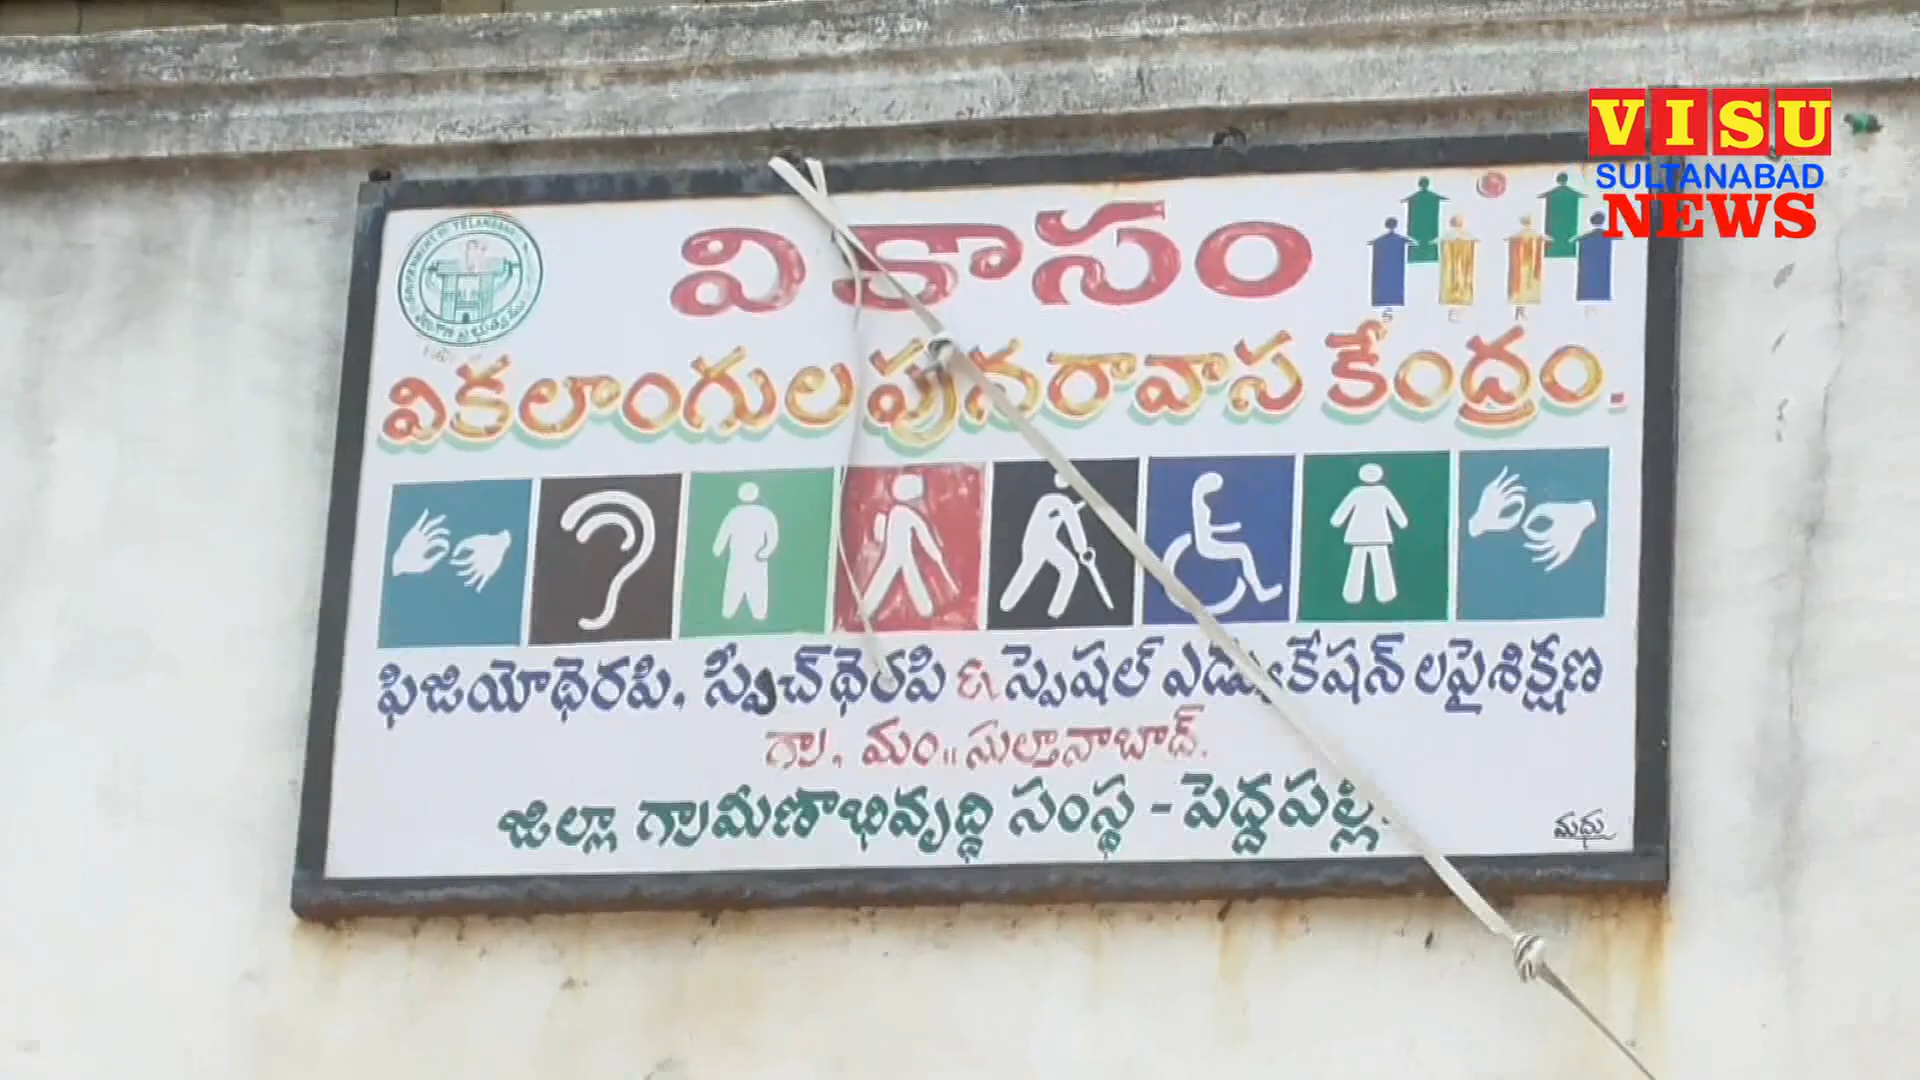 VISU
SULTANABAD
NEWS
వికాసం
S E R P
వికలాంగుల పునరావాస కేంద్రం.
ఫిజియోథెరపి, స్పీచ్ థెరపి & స్పెషల్ ఎడ్యుకేషన్ లపై శిక్షణ
గ్రా, మం॥ సుల్తానాబాద్.
జిల్లా గ్రామీణాభివృద్ధి సంస్థ - పెద్దపల్లి.
మధు